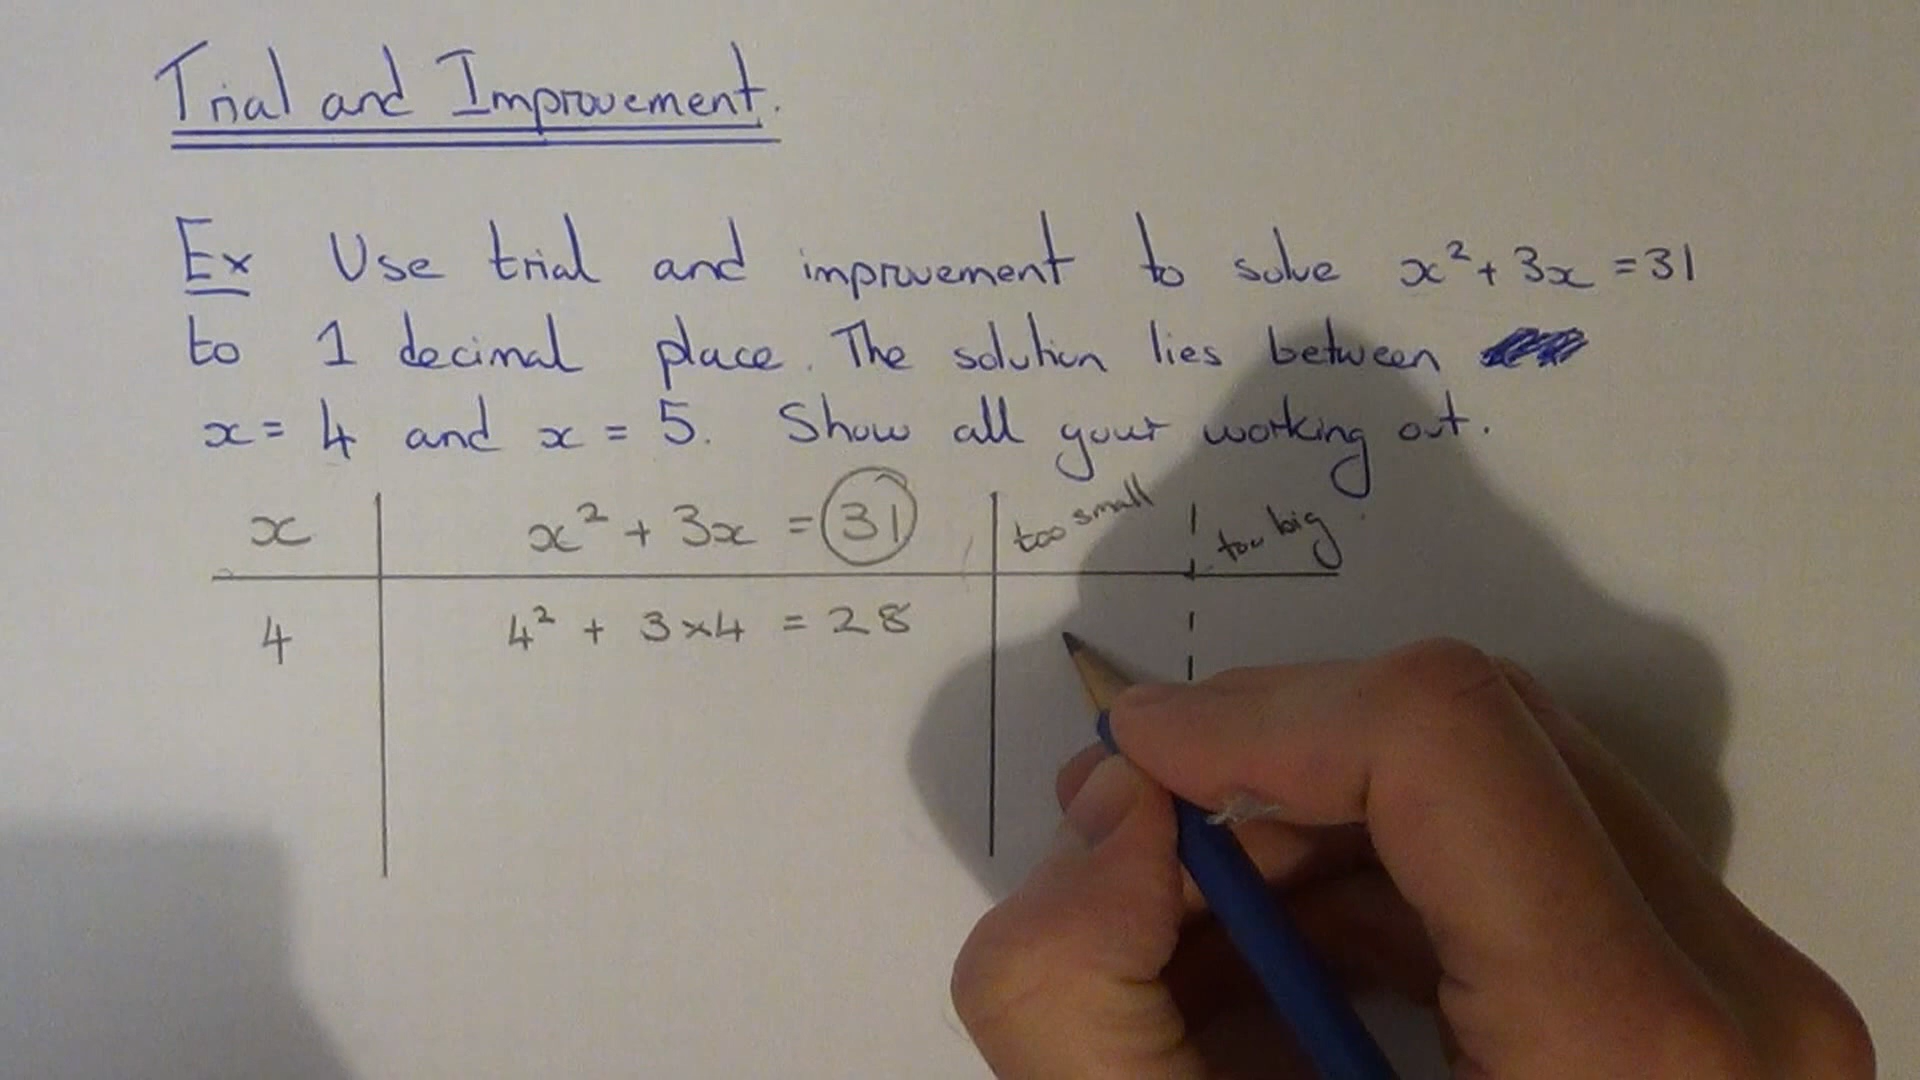 Trial and Improvement.
Ex Use trial and improvement to solve x² + 3x = 31
to 1 decimal place. The solution lies between
x = 4 and x = 5. Show all your working out.
x x² + 3x = 31 too small too big
4 4² + 3×4 = 28